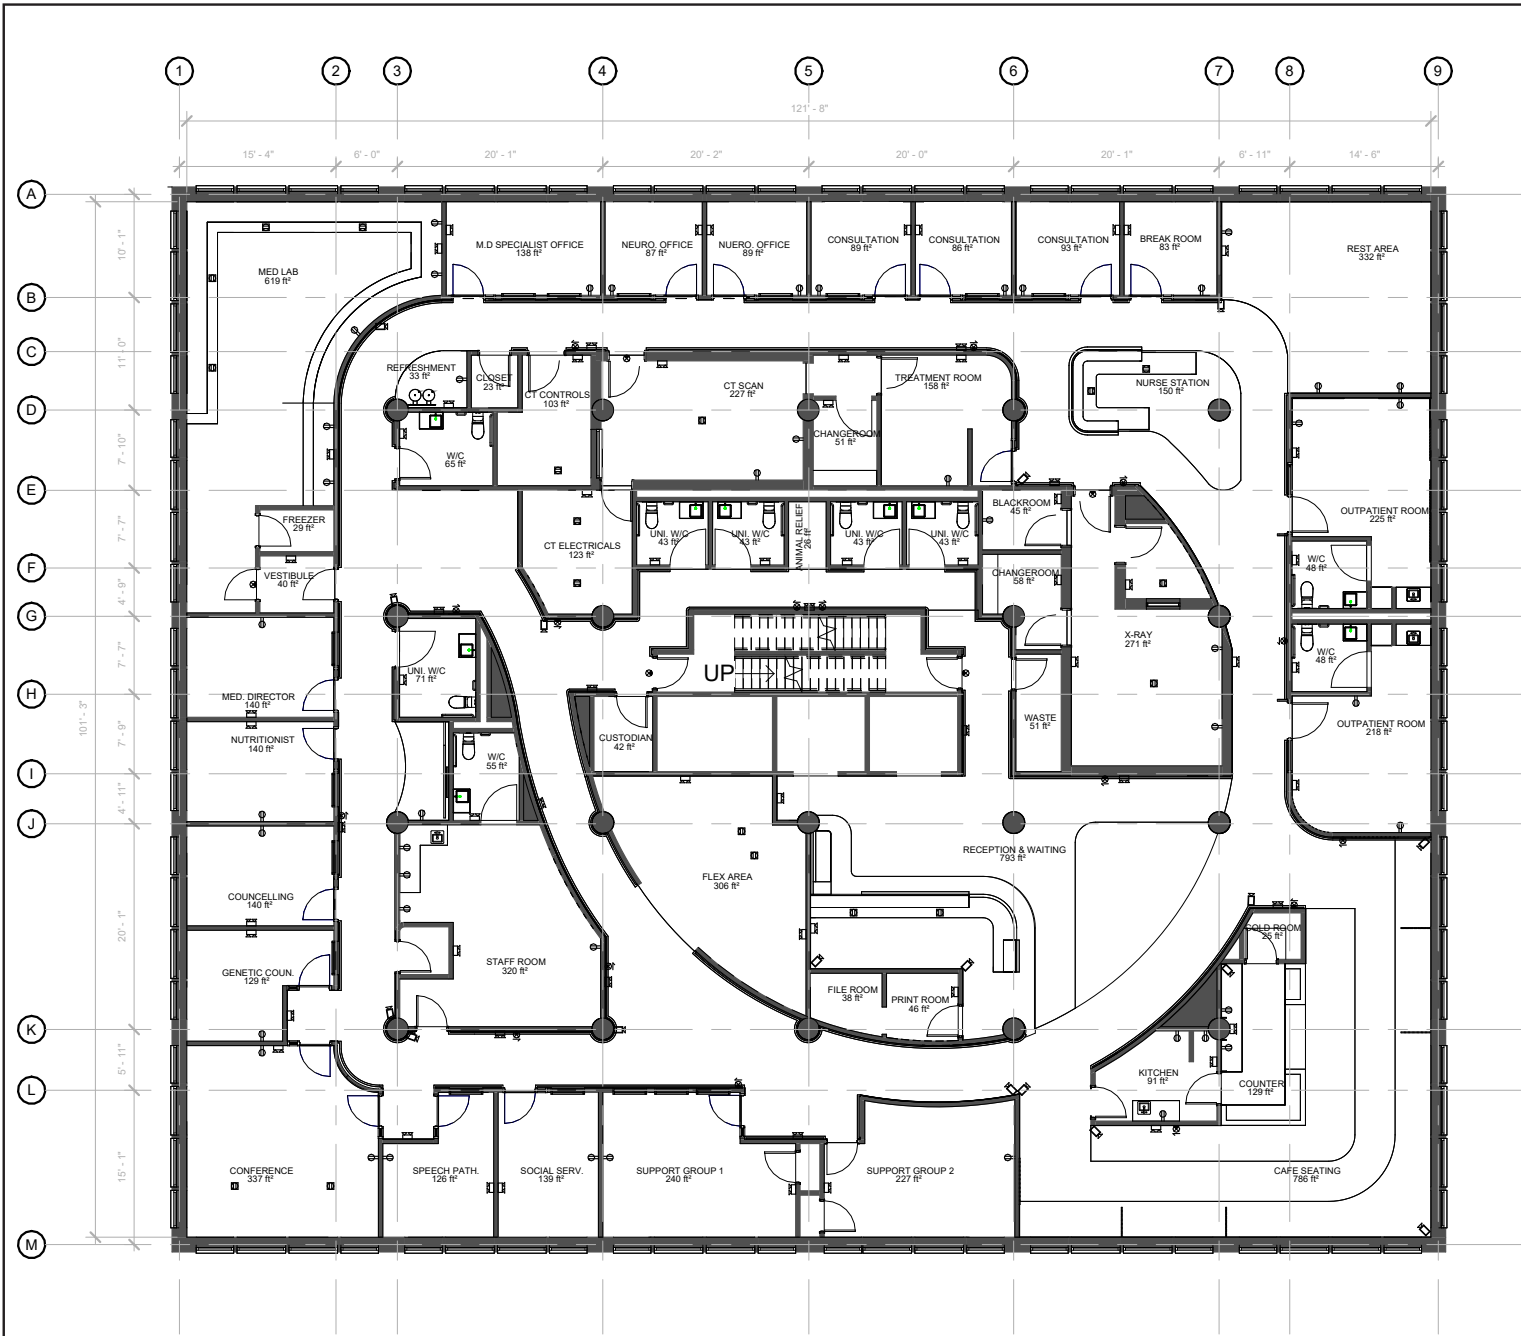 1 2 3 4 5 6 7 8 9
121' - 8"
15' - 4" 6' - 0" 20' - 1" 20' - 2" 20' - 0" 20' - 1" 6' - 11" 14' - 6"
A
B
C
D
E
F
G
H
I
J
K
L
M
101' - 3"
10' - 1"
11' - 0"
7' - 10"
7' - 7"
4' - 9"
7' - 7"
7' - 9"
4' - 11"
20' - 1"
5' - 11"
15' - 1"
MED LAB
619 ft²
M.D SPECIALIST OFFICE
138 ft²
NEURO. OFFICE
87 ft²
NUERO. OFFICE
89 ft²
CONSULTATION
89 ft²
CONSULTATION
86 ft²
CONSULTATION
93 ft²
BREAK ROOM
83 ft²
REST AREA
332 ft²
REFRESHMENT
33 ft²
CLOSET
23 ft²
CT CONTROLS
103 ft²
CT SCAN
227 ft²
TREATMENT ROOM
158 ft²
NURSE STATION
150 ft²
CHANGEROOM
51 ft²
W/C
65 ft²
BLACKROOM
45 ft²
OUTPATIENT ROOM
225 ft²
FREEZER
29 ft²
CT ELECTRICALS
123 ft²
UNI. W/C
43 ft²
UNI. W/C
43 ft²
ANIMAL RELIEF
26 ft²
UNI. W/C
43 ft²
UNI. W/C
43 ft²
VESTIBULE
40 ft²
CHANGEROOM
58 ft²
W/C
48 ft²
X-RAY
271 ft²
W/C
48 ft²
UNI. W/C
71 ft²
UP
MED. DIRECTOR
140 ft²
WASTE
51 ft²
OUTPATIENT ROOM
218 ft²
NUTRITIONIST
140 ft²
CUSTODIAN
42 ft²
W/C
55 ft²
RECEPTION & WAITING
793 ft²
FLEX AREA
306 ft²
COUNCELLING
140 ft²
COLD ROOM
25 ft²
GENETIC COUN.
129 ft²
STAFF ROOM
320 ft²
FILE ROOM
38 ft²
PRINT ROOM
46 ft²
KITCHEN
91 ft²
COUNTER
129 ft²
CONFERENCE
337 ft²
SPEECH PATH.
126 ft²
SOCIAL SERV.
139 ft²
SUPPORT GROUP 1
240 ft²
SUPPORT GROUP 2
227 ft²
CAFE SEATING
786 ft²